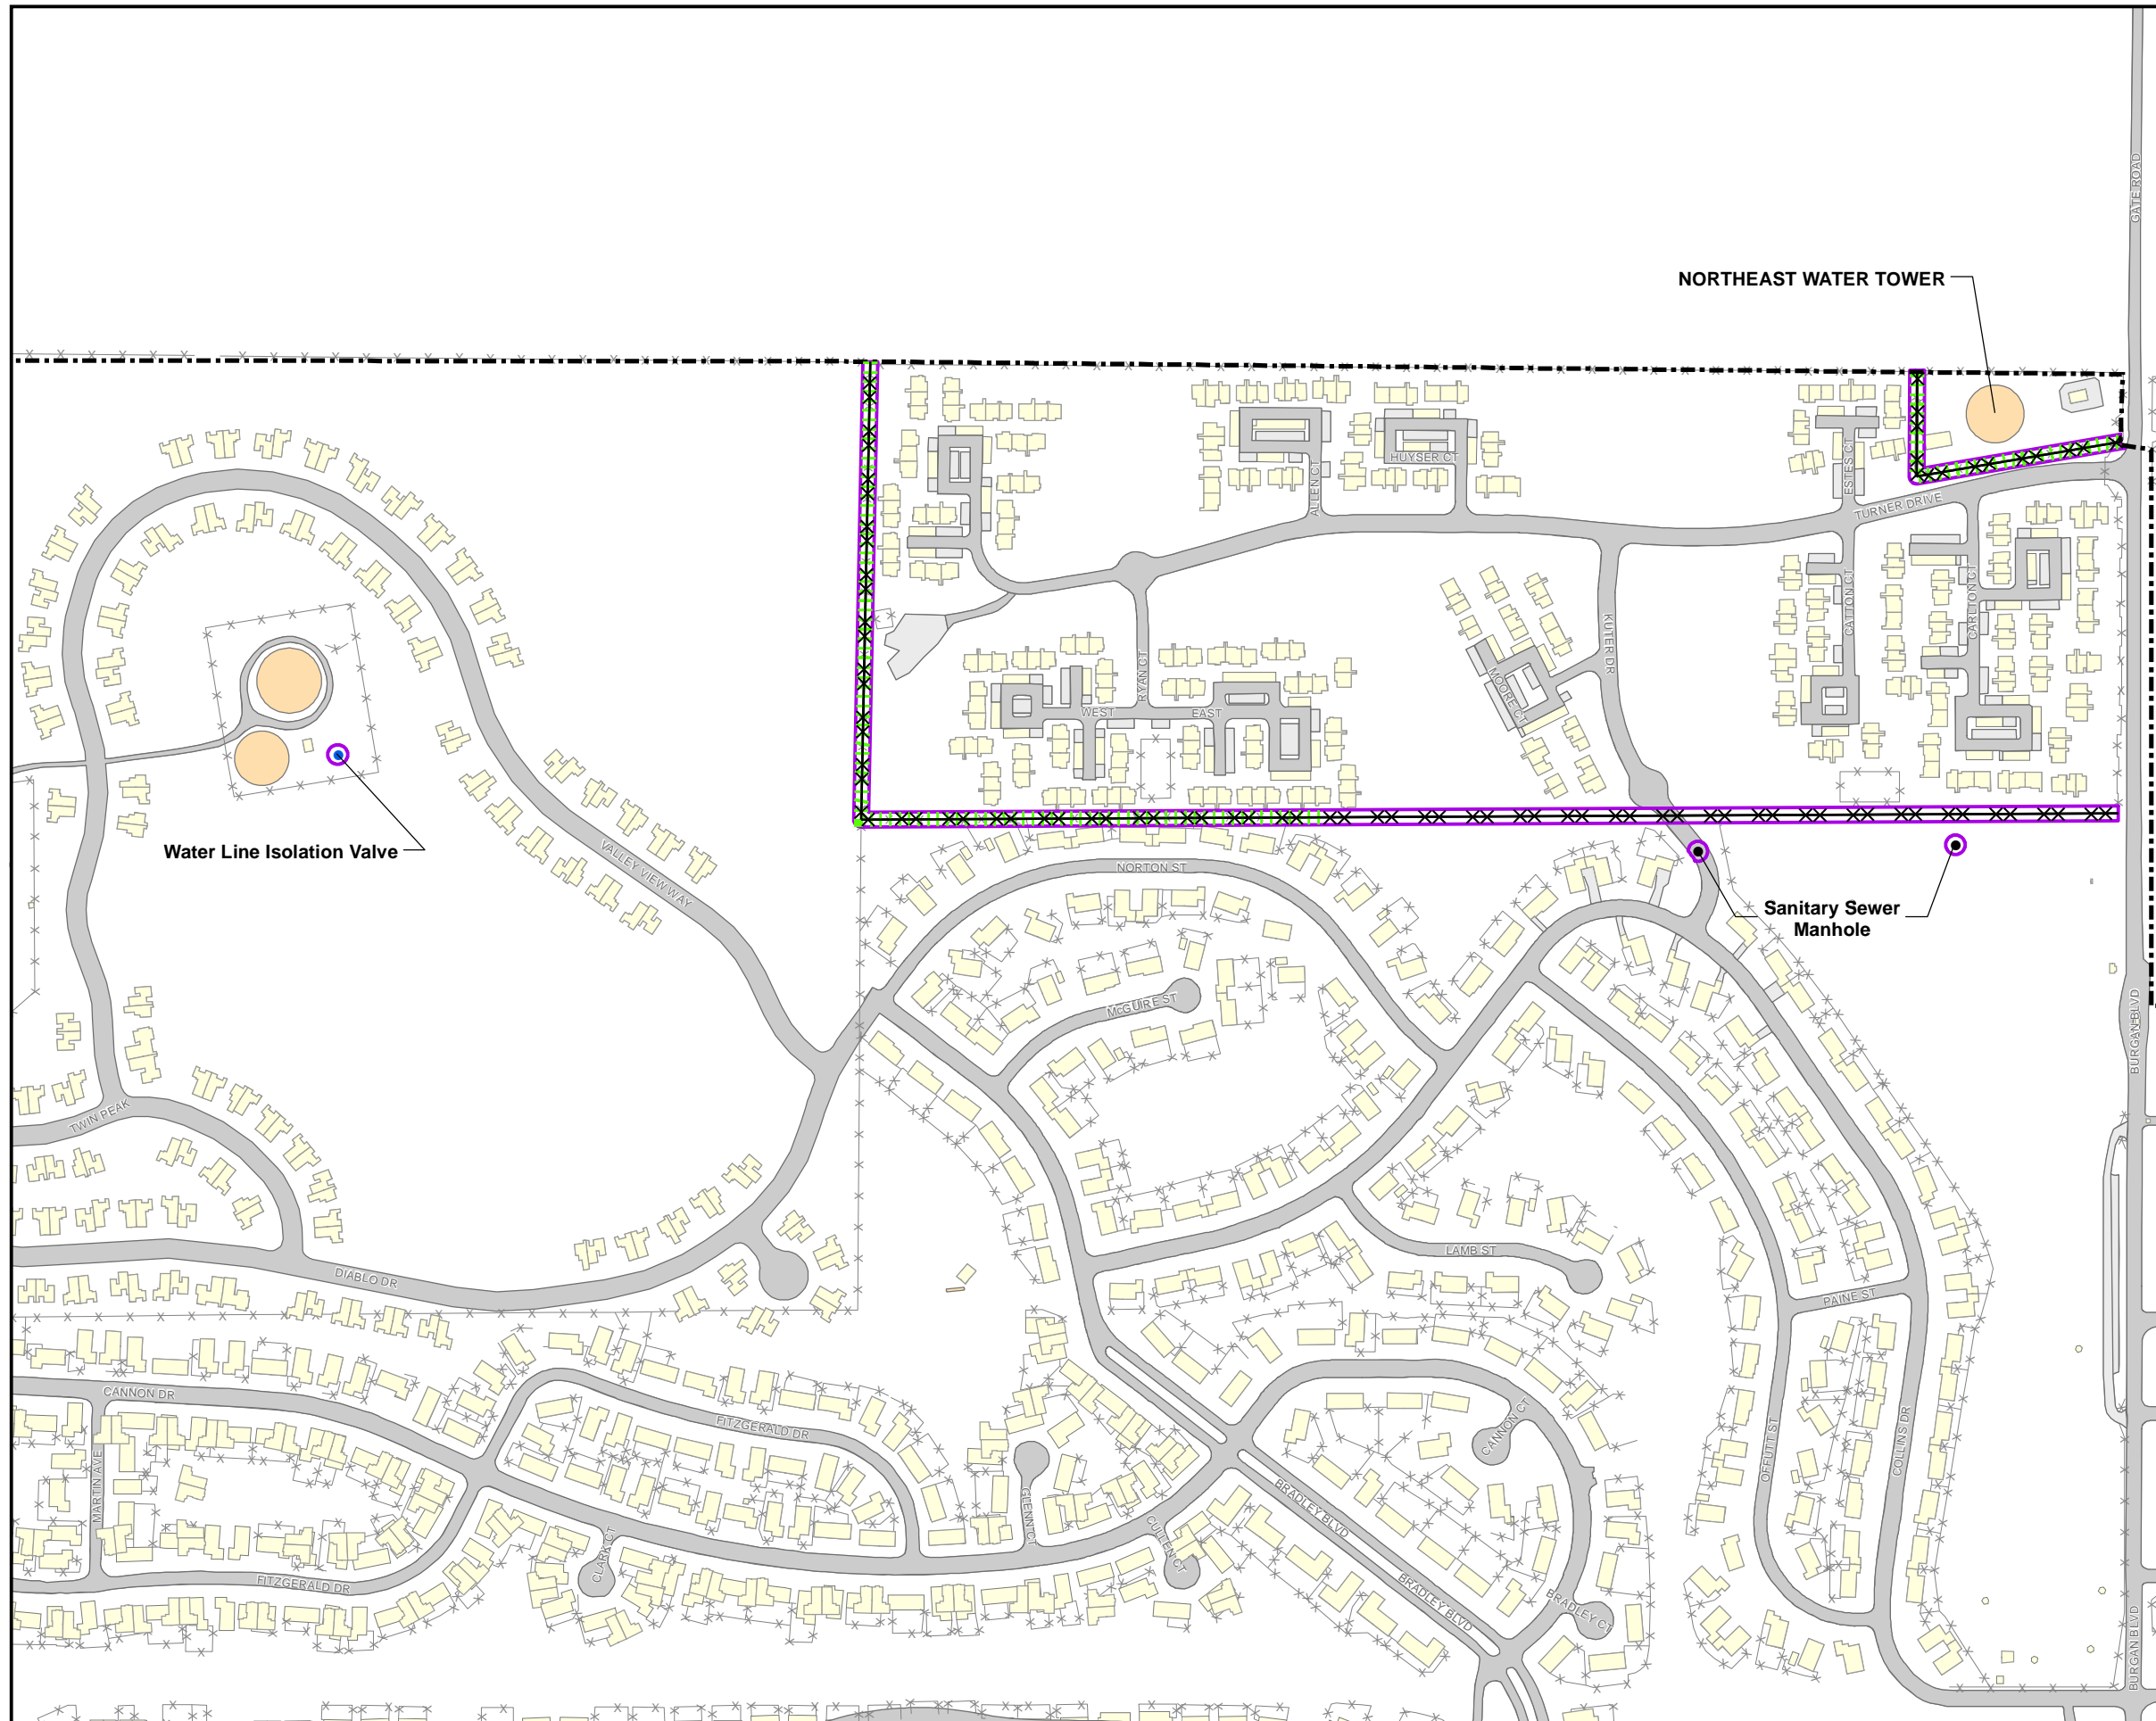 GATE ROAD
NORTHEAST WATER TOWER
HUYSER CT
ALLEN CT
ESTES CT
TURNER DRIVE
CATTON CT
CARLTON CT
KUTER DR
RYAN CT
MOORE CT
WEST
EAST
Water Line Isolation Valve
VALLEY VIEW WAY
NORTON ST
Sanitary Sewer
Manhole
McGUIRE ST
BURGAN BLVD
TWIN PEAK
LAMB ST
DIABLO DR
PAINE ST
CANNON DR
FITZGERALD DR
CANNON CT
OFFUTT ST
COLLINS DR
MARTIN AVE
GLENN CT
BRADLEY BLVD
CULLEN CT
CLARK CT
FITZGERALD DR
BRADLEY BLVD
BRADLEY CT
BURGAN BLVD